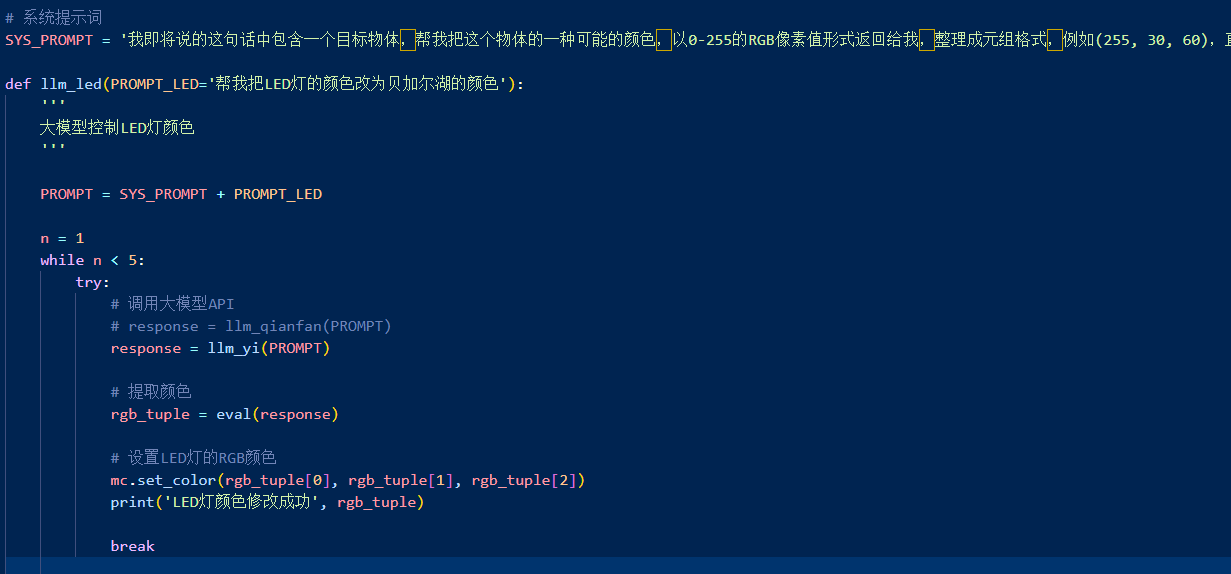 # 系统提示词
SYS_PROMPT = '我即将说的这句话中包含一个目标物体，帮我把这个物体的一种可能的颜色，以0-255的RGB像素值形式返回给我，整理成元组格式，例如(255, 30, 60)，
def llm_led(PROMPT_LED='帮我把LED灯的颜色改为贝加尔湖的颜色'):
'''
大模型控制LED灯颜色
'''
PROMPT = SYS_PROMPT + PROMPT_LED
n = 1
while n < 5:
try:
# 调用大模型API
# response = llm_qianfan(PROMPT)
response = llm_yi(PROMPT)
# 提取颜色
rgb_tuple = eval(response)
# 设置LED灯的RGB颜色
mc.set_color(rgb_tuple[0], rgb_tuple[1], rgb_tuple[2])
print('LED灯颜色修改成功', rgb_tuple)
break